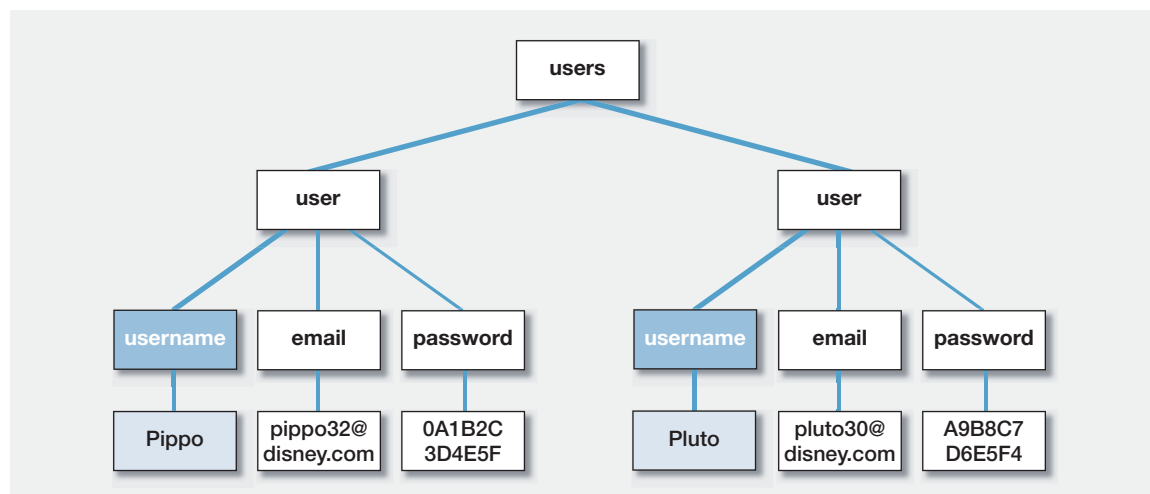 users
user
user
username
email
password
username
email
password
Pippo
pippo32@
disney.com
0A1B2C
3D4E5F
Pluto
pluto30@
disney.com
A9B8C7
D6E5F4